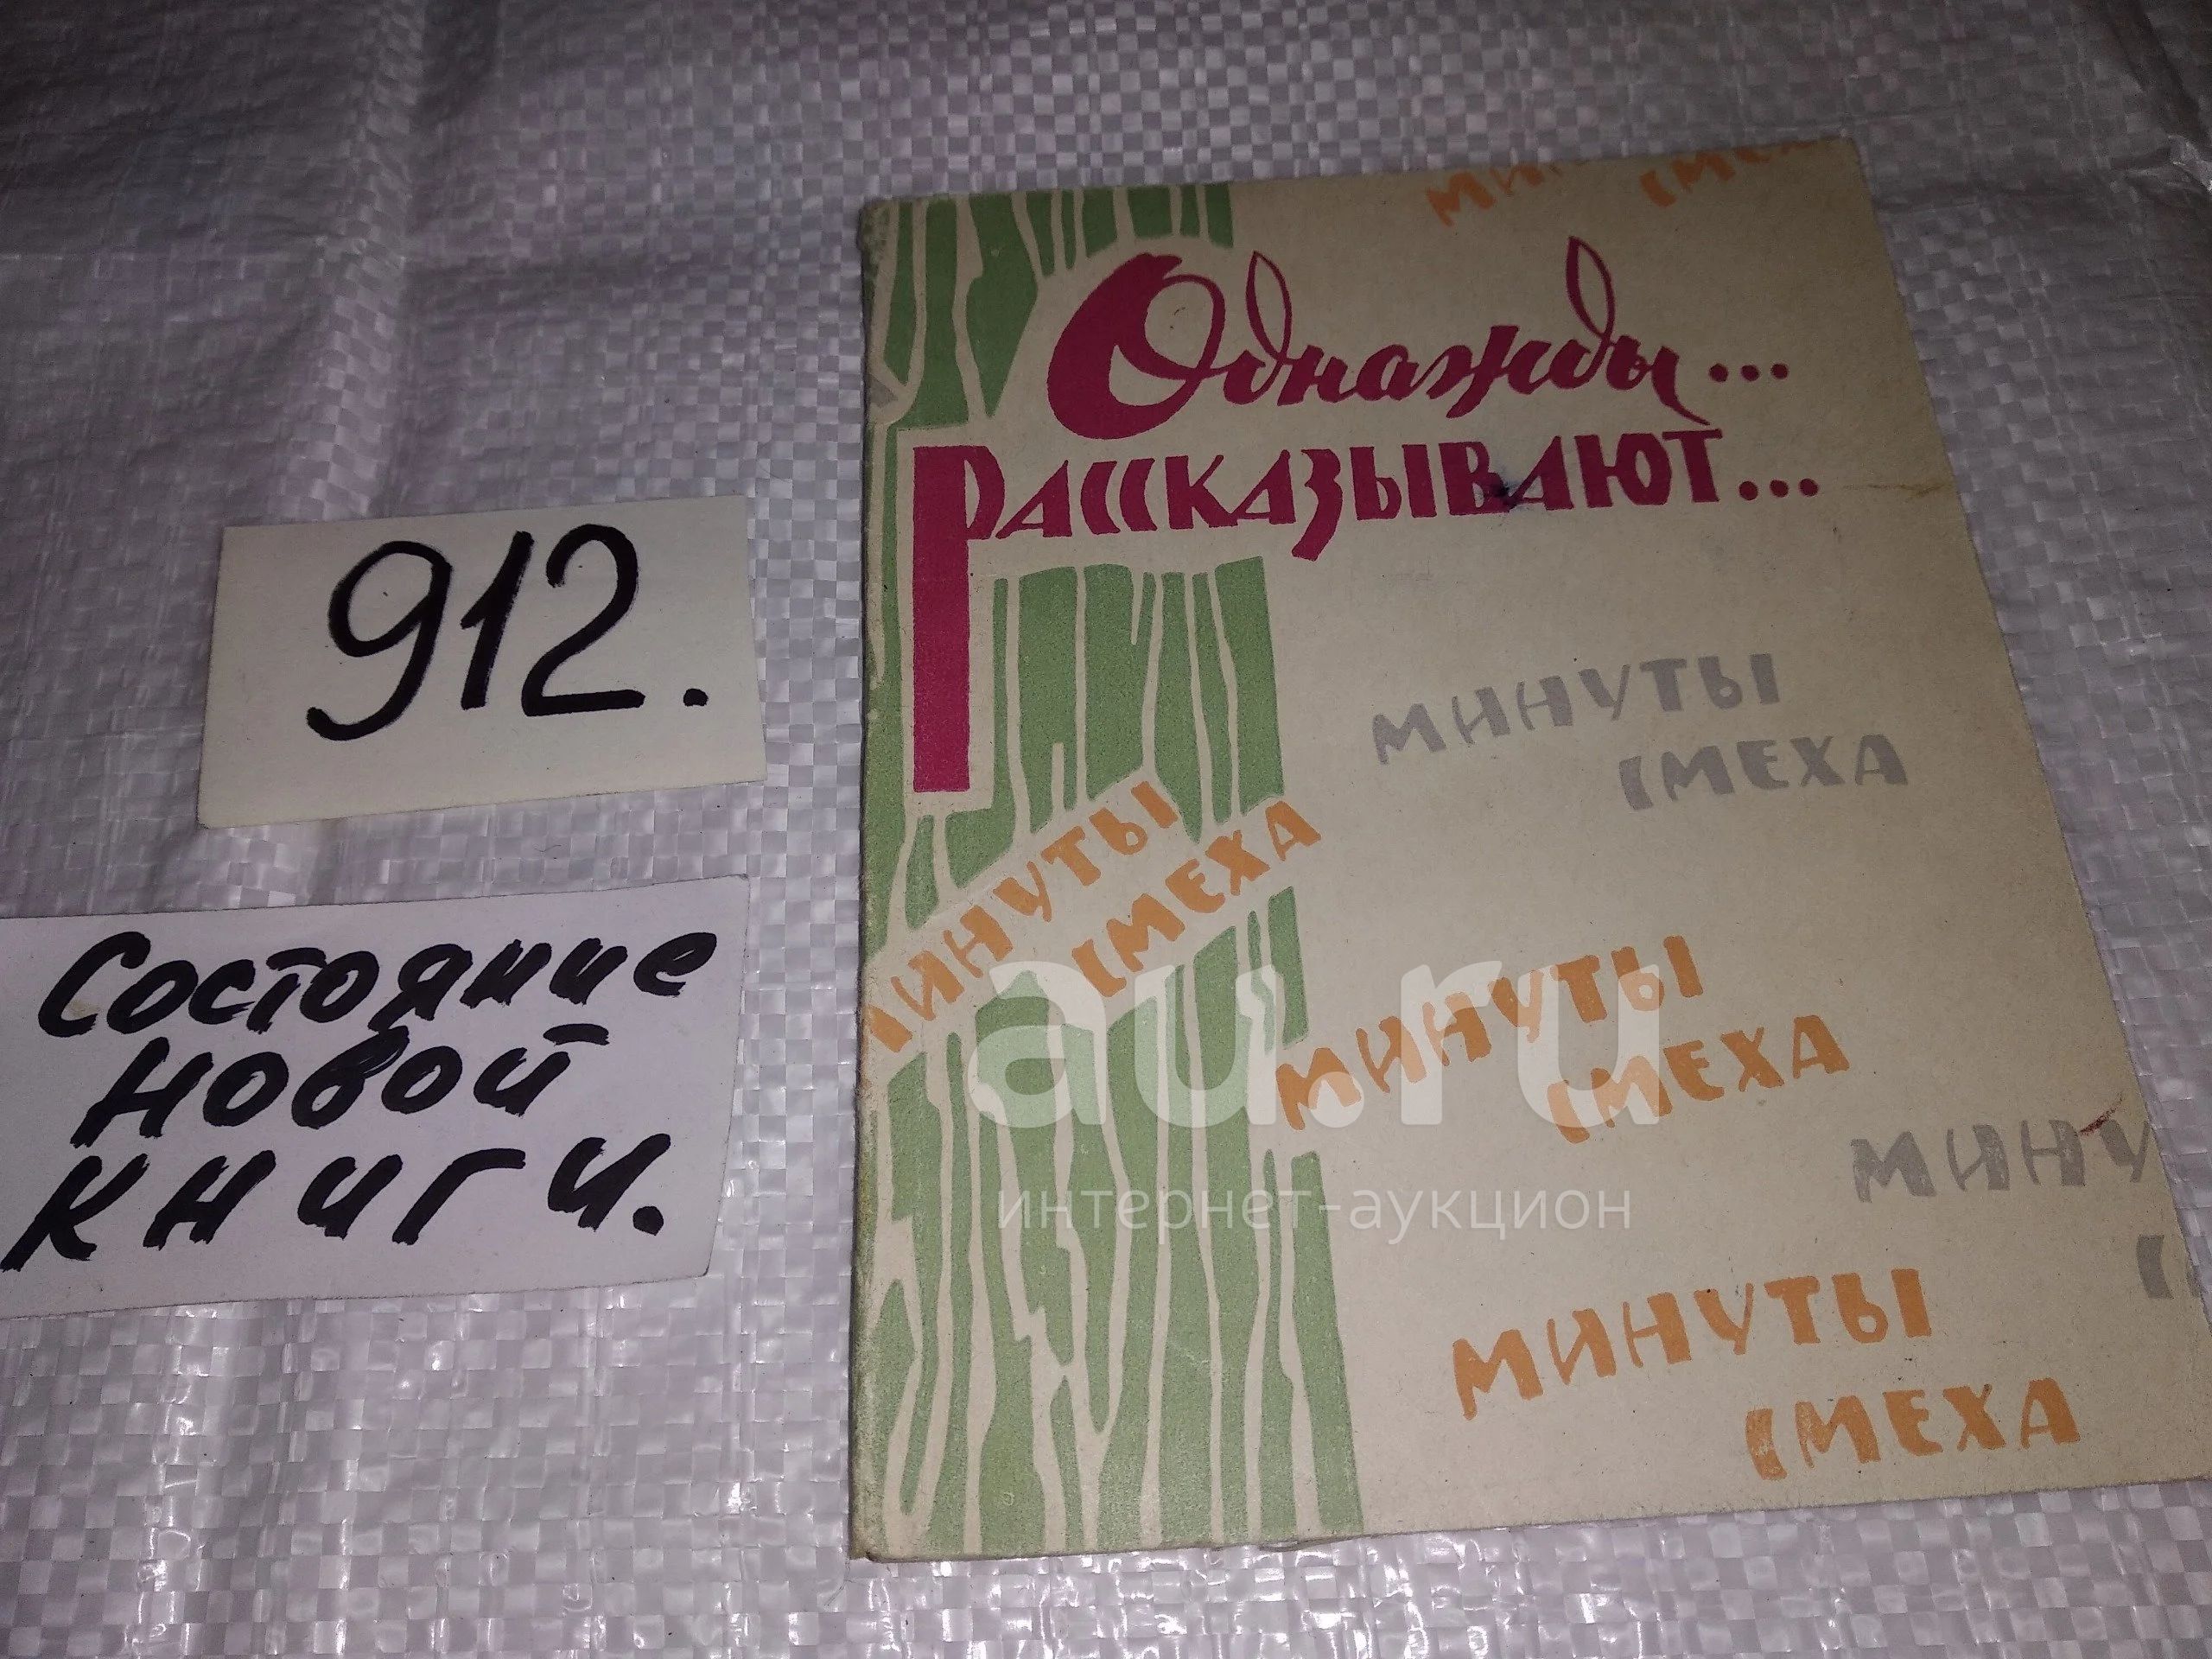 912.
Состояние
новой
книги.
СМЕХА
Однажды...
РАССКАЗЫВАЮТ...
МИНУТЫ
СМЕХА
МИНУТЫ
СМЕХА
МИНУТЫ
СМЕХА
МИНУ
МИНУТЫ
СМЕХА
au.ru
интернет-аукцион